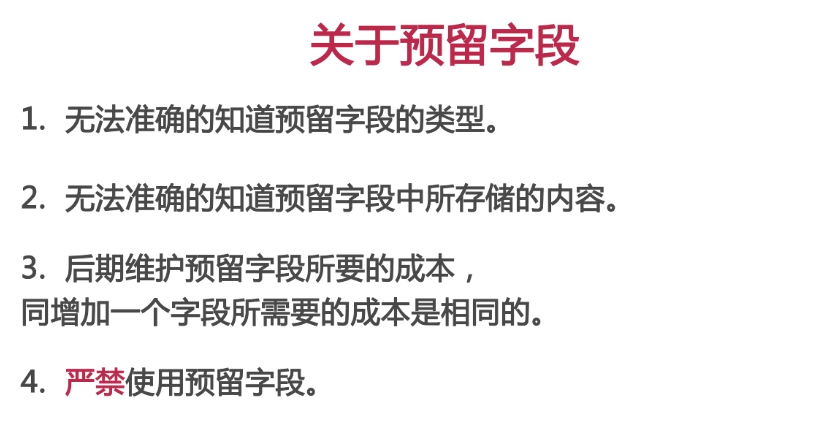 关于预留字段
1. 无法准确的知道预留字段的类型。
2. 无法准确的知道预留字段中所存储的内容。
3. 后期维护预留字段所要的成本，
同增加一个字段所需要的成本是相同的。
4. 严禁使用预留字段。